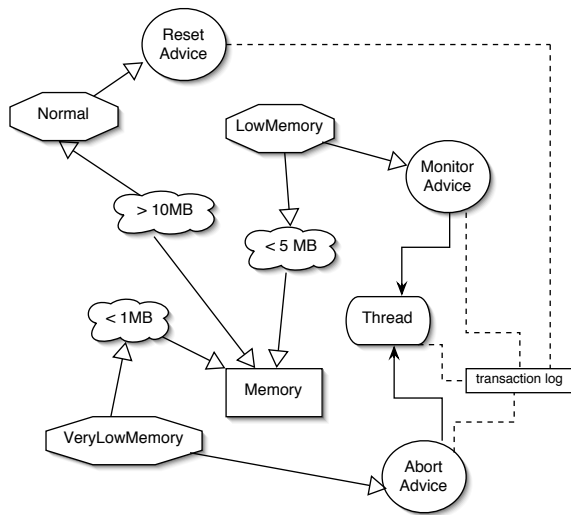 Reset
Advice
Normal
LowMemory
Monitor
Advice
> 10MB
< 5 MB
< 1MB
Thread
Memory
transaction log
VeryLowMemory
Abort
Advice